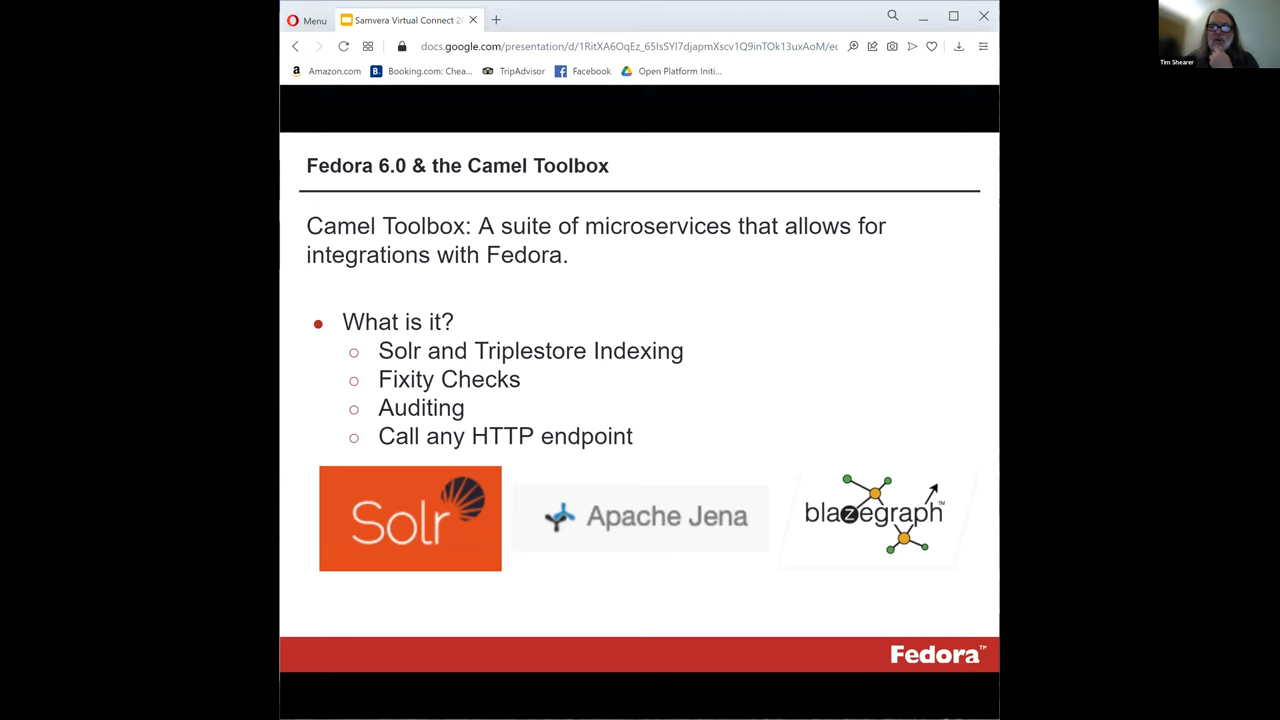 Menu
Samvera Virtual Connect 2
docs.google.com/presentation/d/1RitXA6OqEz_65IsSYI7djapmXscv1Q9inTOk13uxAoM/ec
Amazon.com
B. Booking.com: Chea...
TripAdvisor
Facebook
Open Platform Initi...
Tim Shearer
Fedora 6.0 & the Camel Toolbox
Camel Toolbox: A suite of microservices that allows for
integrations with Fedora.
What is it?
Solr and Triplestore Indexing
Fixity Checks
Auditing
Call any HTTP endpoint
Solr
Apache Jena
blazegraph™
Fedora™